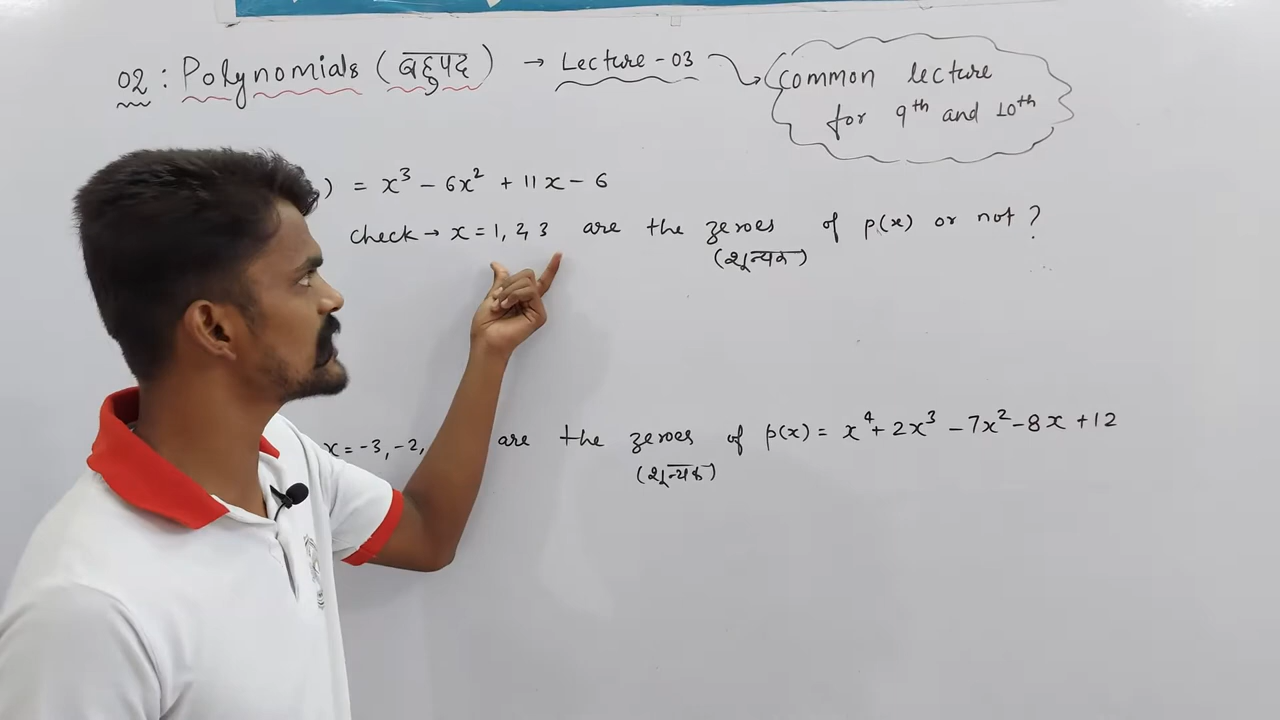 02 : Polynomials (बहुपद) → Lecture - 03
Common lecture
for 9th and 10th
) = x³ - 6x² + 11x - 6
check → x = 1, 2, 3 are the zeroes of p(x) or not ?
(शून्यक)
x = -3, -2, are the zeroes of p(x) = x⁴ + 2x³ - 7x² - 8x + 12
(शून्यक)